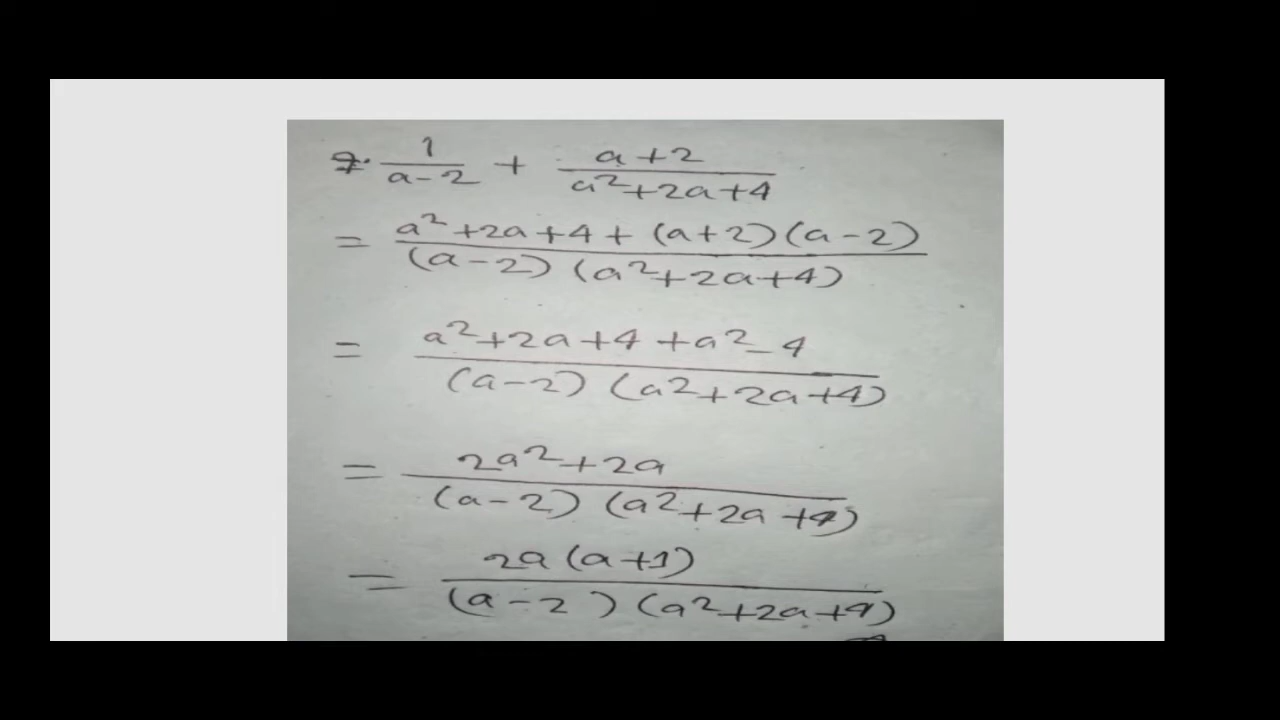 7. 1/(a-2) + (a+2)/(a²+2a+4)
= (a²+2a+4+(a+2)(a-2))/((a-2)(a²+2a+4))
= (a²+2a+4+a²-4)/((a-2)(a²+2a+4))
= (2a²+2a)/((a-2)(a²+2a+4))
= (2a(a+1))/((a-2)(a²+2a+4))